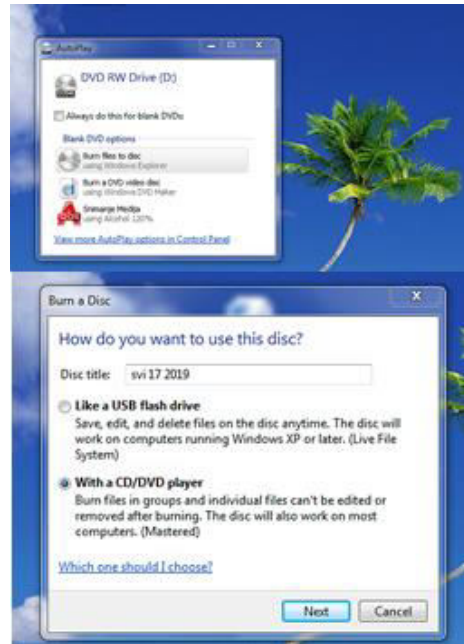 AutoPlay
DVD RW Drive (D:)
Always do this for blank DVDs
Blank DVD options
Burn files to disc
using Windows Explorer
Burn a DVD video disc
using Windows DVD Maker
Snimanje Medija
using Alcohol 120%
View more AutoPlay options in Control Panel
Burn a Disc
How do you want to use this disc?
Disc title: svi 17 2019
Like a USB flash drive
Save, edit, and delete files on the disc anytime. The disc will
work on computers running Windows XP or later. (Live File
System)
With a CD/DVD player
Burn files in groups and individual files can't be edited or
removed after burning. The disc will also work on most
computers. (Mastered)
Which one should I choose?
Next Cancel